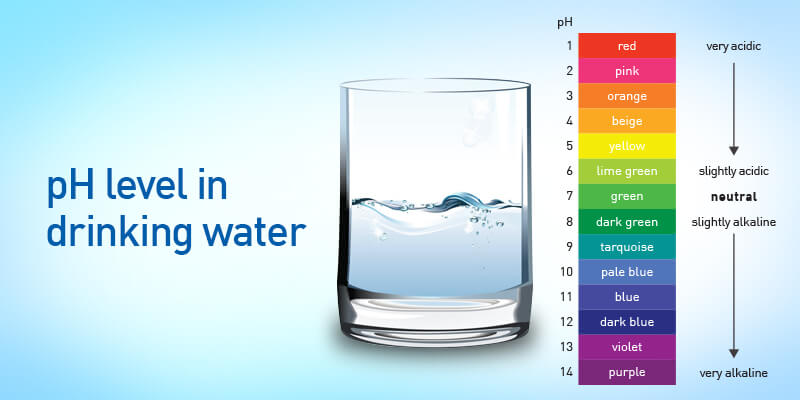 pH level in
drinking water
pH
1 red very acidic
2 pink
3 orange
4 beige
5 yellow
6 lime green slightly acidic
7 green neutral
8 dark green slightly alkaline
9 tarquoise
10 pale blue
11 blue
12 dark blue
13 violet
14 purple very alkaline